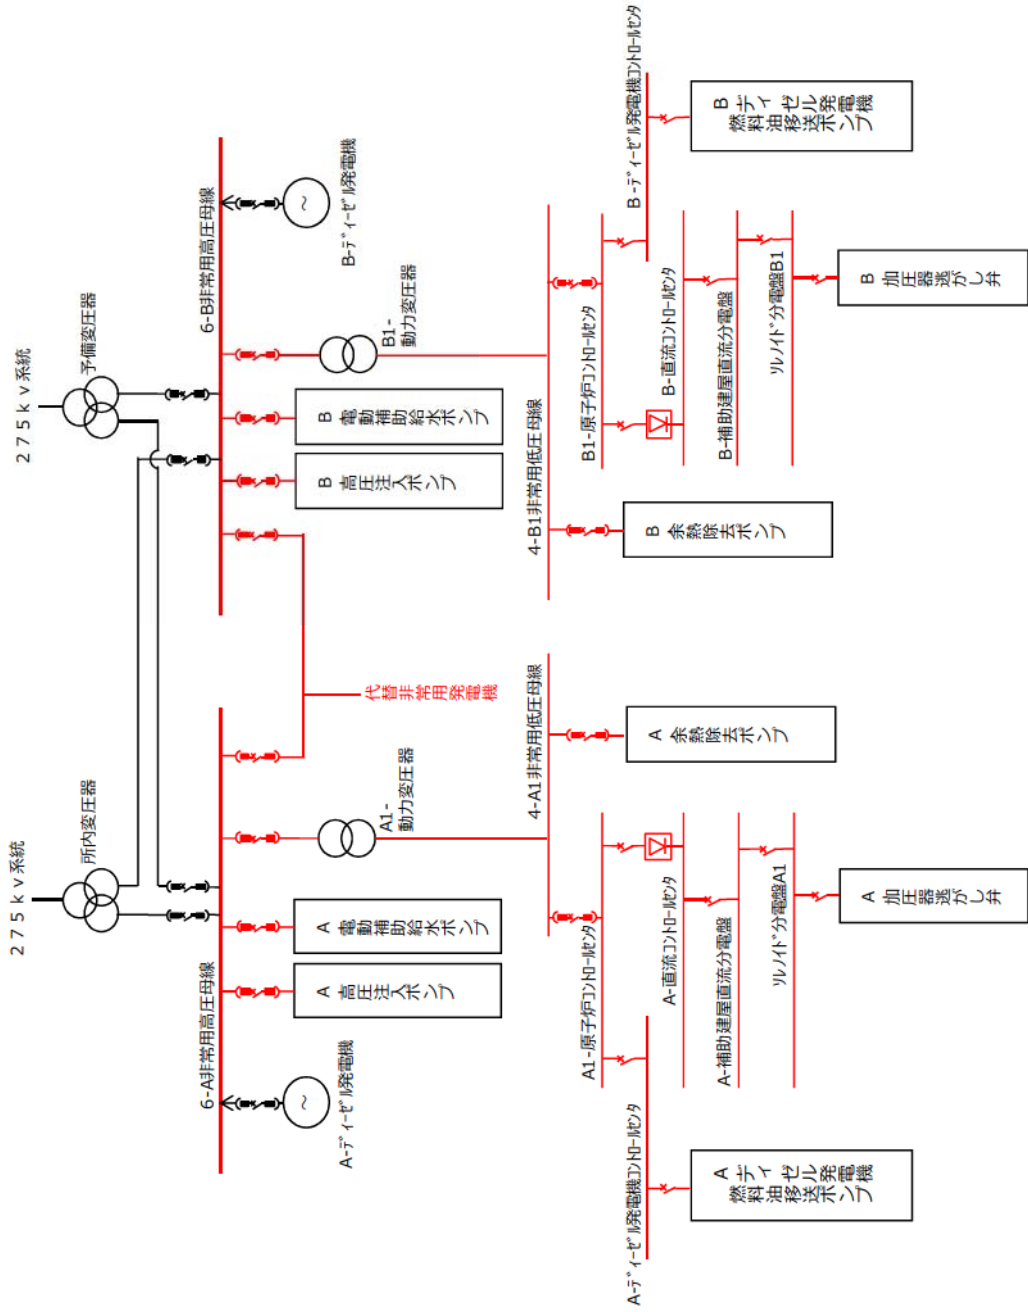 275kv系統
275kv系統
所内変圧器
予備変圧器
6-A非常用高圧母線
6-B非常用高圧母線
A-ディーゼル発電機
A
高圧注入ポンプ
A
電動補助給水ポンプ
A1-
動力変圧器
代替非常用発電機
B
高圧注入ポンプ
B
電動補助給水ポンプ
B1-
動力変圧器
B-ディーゼル発電機
4-A1非常用低圧母線
4-B1非常用低圧母線
A1-原子炉コントロールセンタ
A
余熱除去ポンプ
B
余熱除去ポンプ
B1-原子炉コントロールセンタ
A-ディーゼル発電機コントロールセンタ
B-ディーゼル発電機コントロールセンタ
A-直流コントロールセンタ
B-直流コントロールセンタ
A-補助建屋直流分電盤
B-補助建屋直流分電盤
ソレノイド分電盤A1
ソレノイド分電盤B1
A
ディゼル発電機
燃料油移送ポンプ
A
加圧器逃がし弁
B
加圧器逃がし弁
B
ディゼル発電機
燃料油移送ポンプ